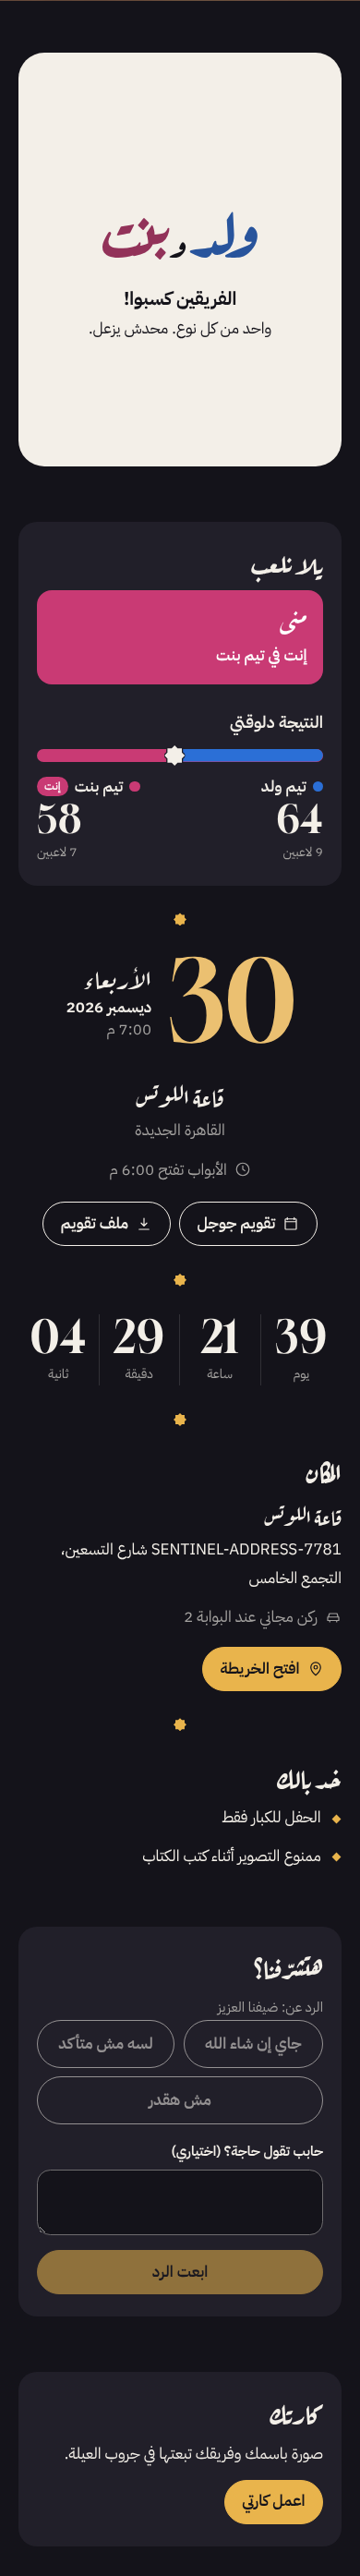 ولد و بنت
الفريقين كسبوا!
واحد من كل نوع. محدش يزعل.
يلا نلعب
منى
إنت في تيم بنت
النتيجة دلوقتي
تيم ولد
64
9 لاعبين
تيم بنت إنت
58
7 لاعبين
30
الأربعاء
ديسمبر 2026
7:00 م
قاعة اللوتس
القاهرة الجديدة
الأبواب تفتح 6:00 م
تقويم جوجل
ملف تقويم
39
يوم
21
ساعة
29
دقيقة
04
ثانية
المكان
قاعة اللوتس
SENTINEL-ADDRESS-7781 شارع التسعين،
التجمع الخامس
ركن مجاني عند البوابة 2
افتح الخريطة
خد بالك
الحفل للكبار فقط
ممنوع التصوير أثناء كتب الكتاب
هتشرّفنا؟
الرد عن: ضيفنا العزيز
جاي إن شاء الله
لسه مش متأكد
مش هقدر
حابب تقول حاجة؟ (اختياري)
ابعت الرد
كارتك
صورة باسمك وفريقك تبعتها في جروب العيلة.
اعمل كارتي